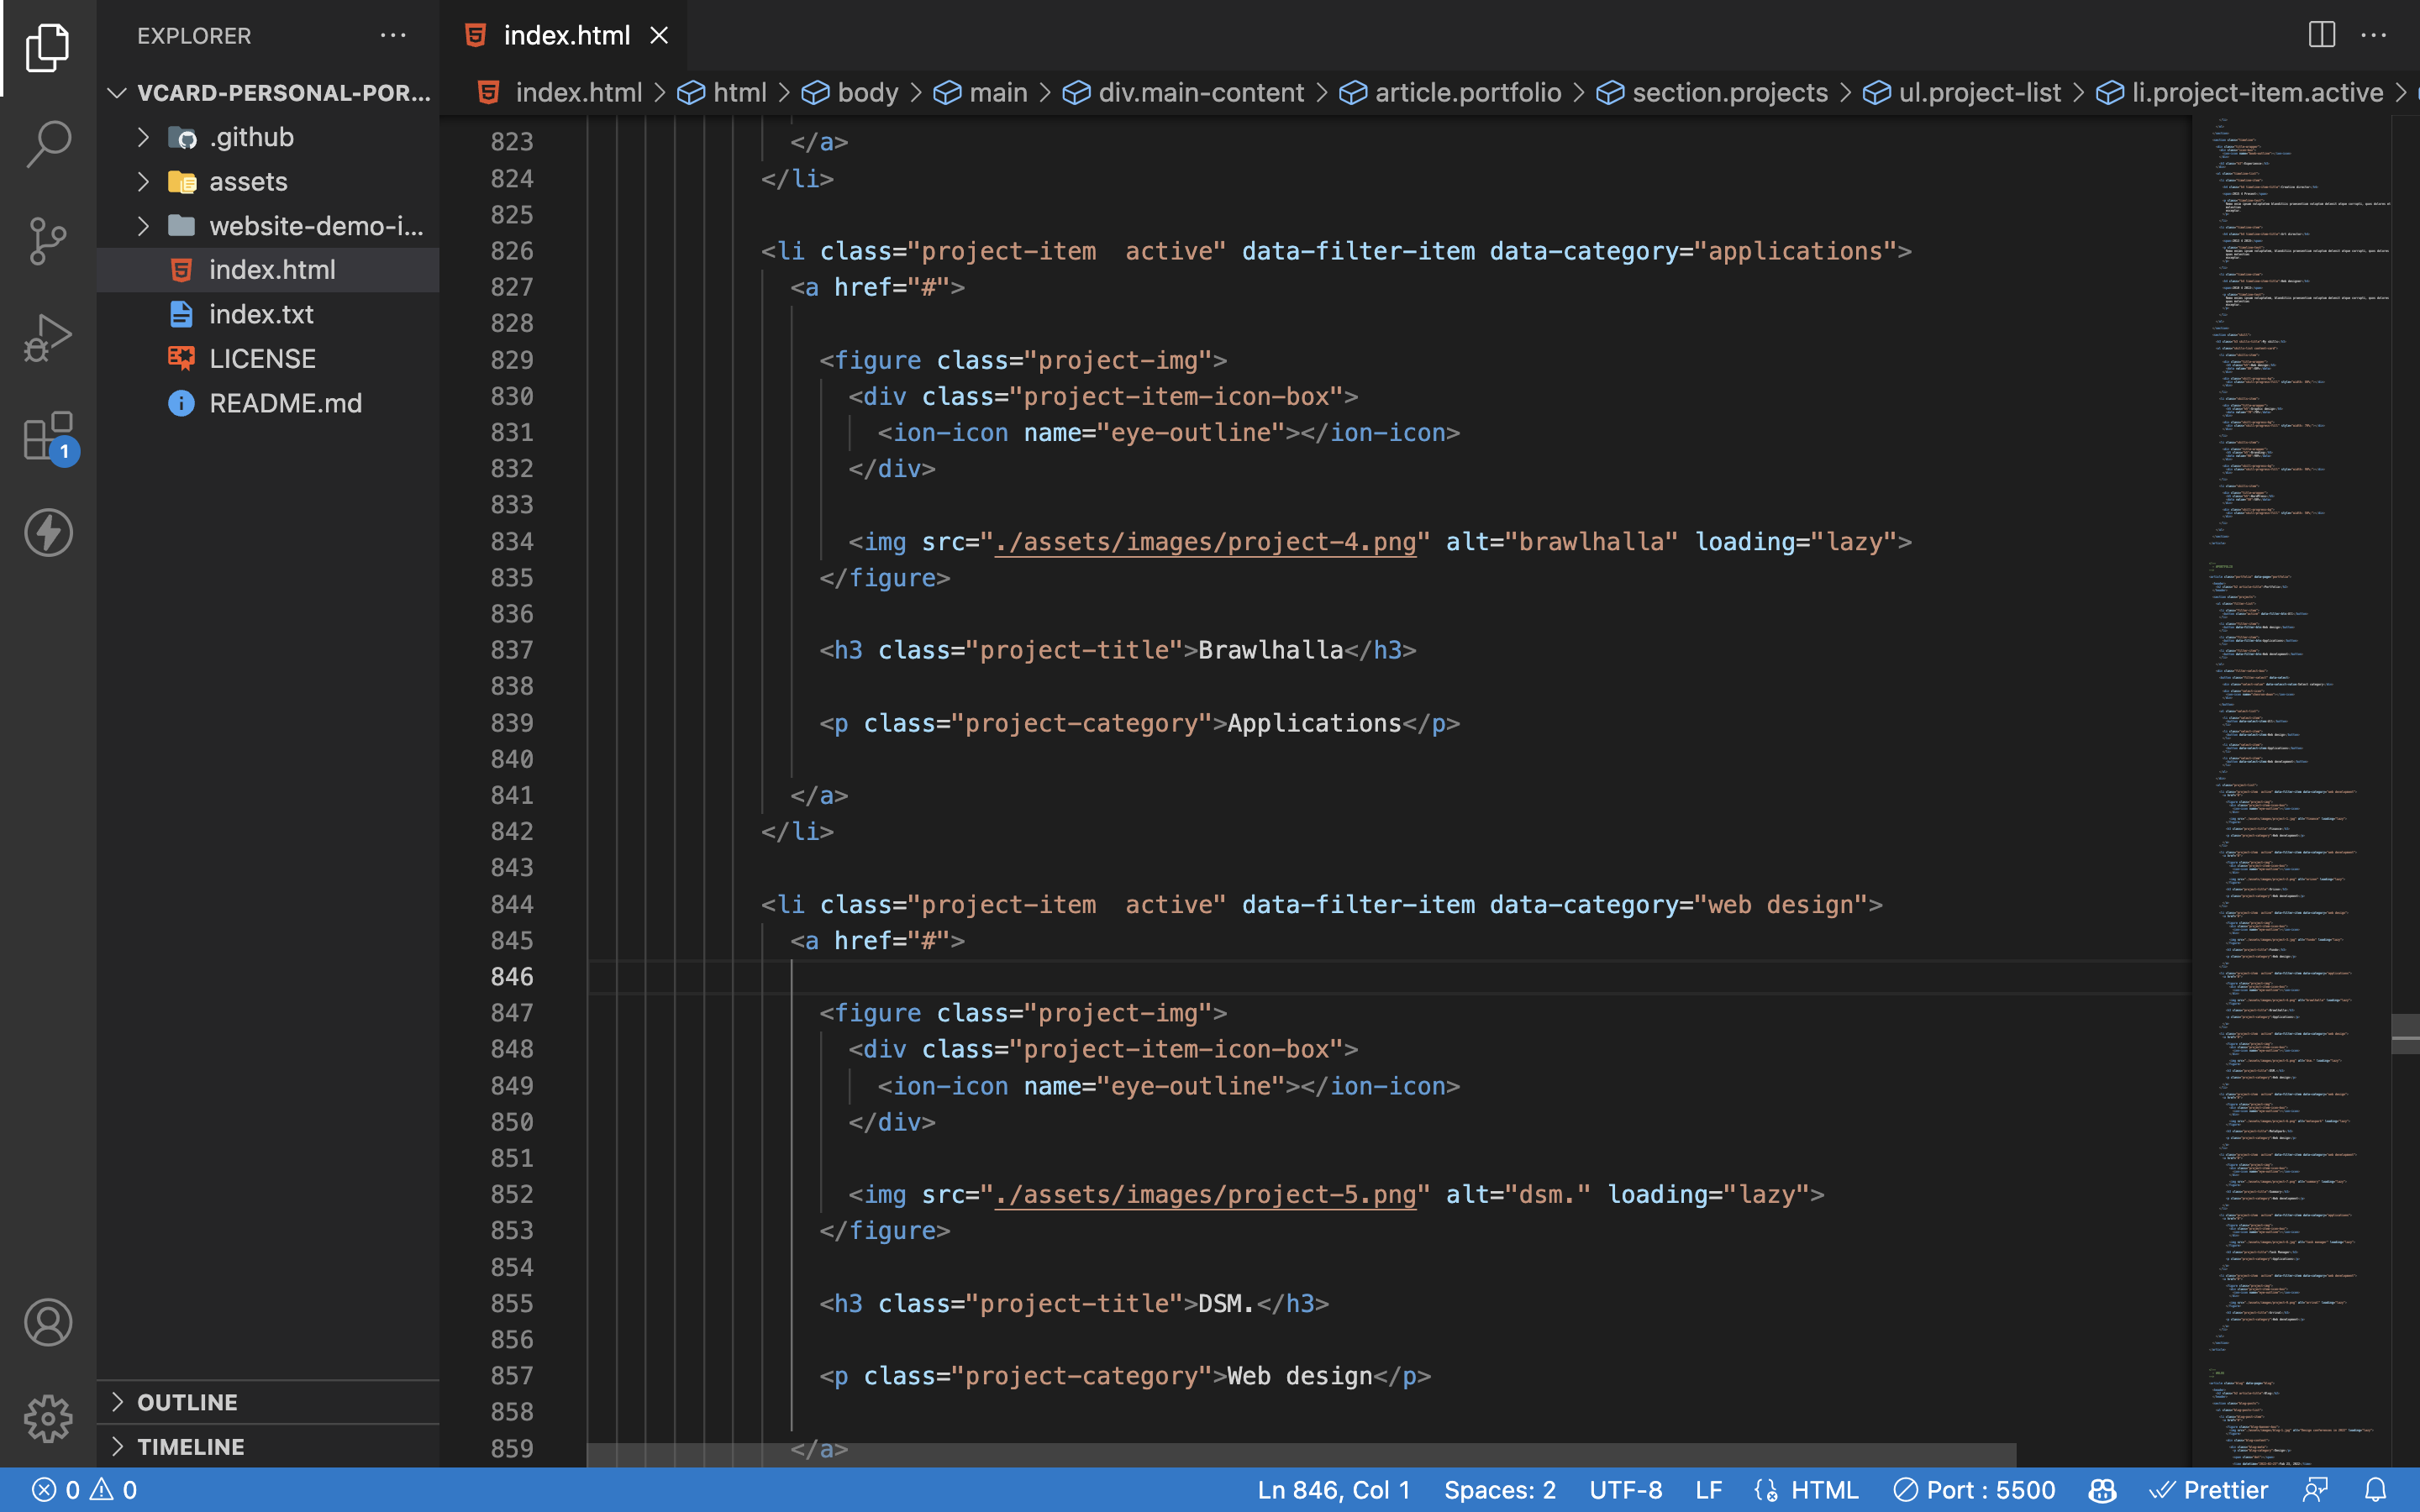 EXPLORER
VCARD-PERSONAL-POR...
.github
assets
website-demo-i...
index.html
index.txt
LICENSE
README.md
1
OUTLINE
TIMELINE
index.html
index.html > html > body > main > div.main-content > article.portfolio > section.projects > ul.project-list > li.project-item.active >
823 </a>
824 </li>
825
826 <li class="project-item  active" data-filter-item data-category="applications">
827 <a href="#">
828
829 <figure class="project-img">
830 <div class="project-item-icon-box">
831 <ion-icon name="eye-outline"></ion-icon>
832 </div>
833
834 <img src="./assets/images/project-4.png" alt="brawlhalla" loading="lazy">
835 </figure>
836
837 <h3 class="project-title">Brawlhalla</h3>
838
839 <p class="project-category">Applications</p>
840
841 </a>
842 </li>
843
844 <li class="project-item  active" data-filter-item data-category="web design">
845 <a href="#">
846
847 <figure class="project-img">
848 <div class="project-item-icon-box">
849 <ion-icon name="eye-outline"></ion-icon>
850 </div>
851
852 <img src="./assets/images/project-5.png" alt="dsm." loading="lazy">
853 </figure>
854
855 <h3 class="project-title">DSM.</h3>
856
857 <p class="project-category">Web design</p>
858
859 </a>
0 0 Ln 846, Col 1 Spaces: 2 UTF-8 LF HTML Port : 5500 Prettier